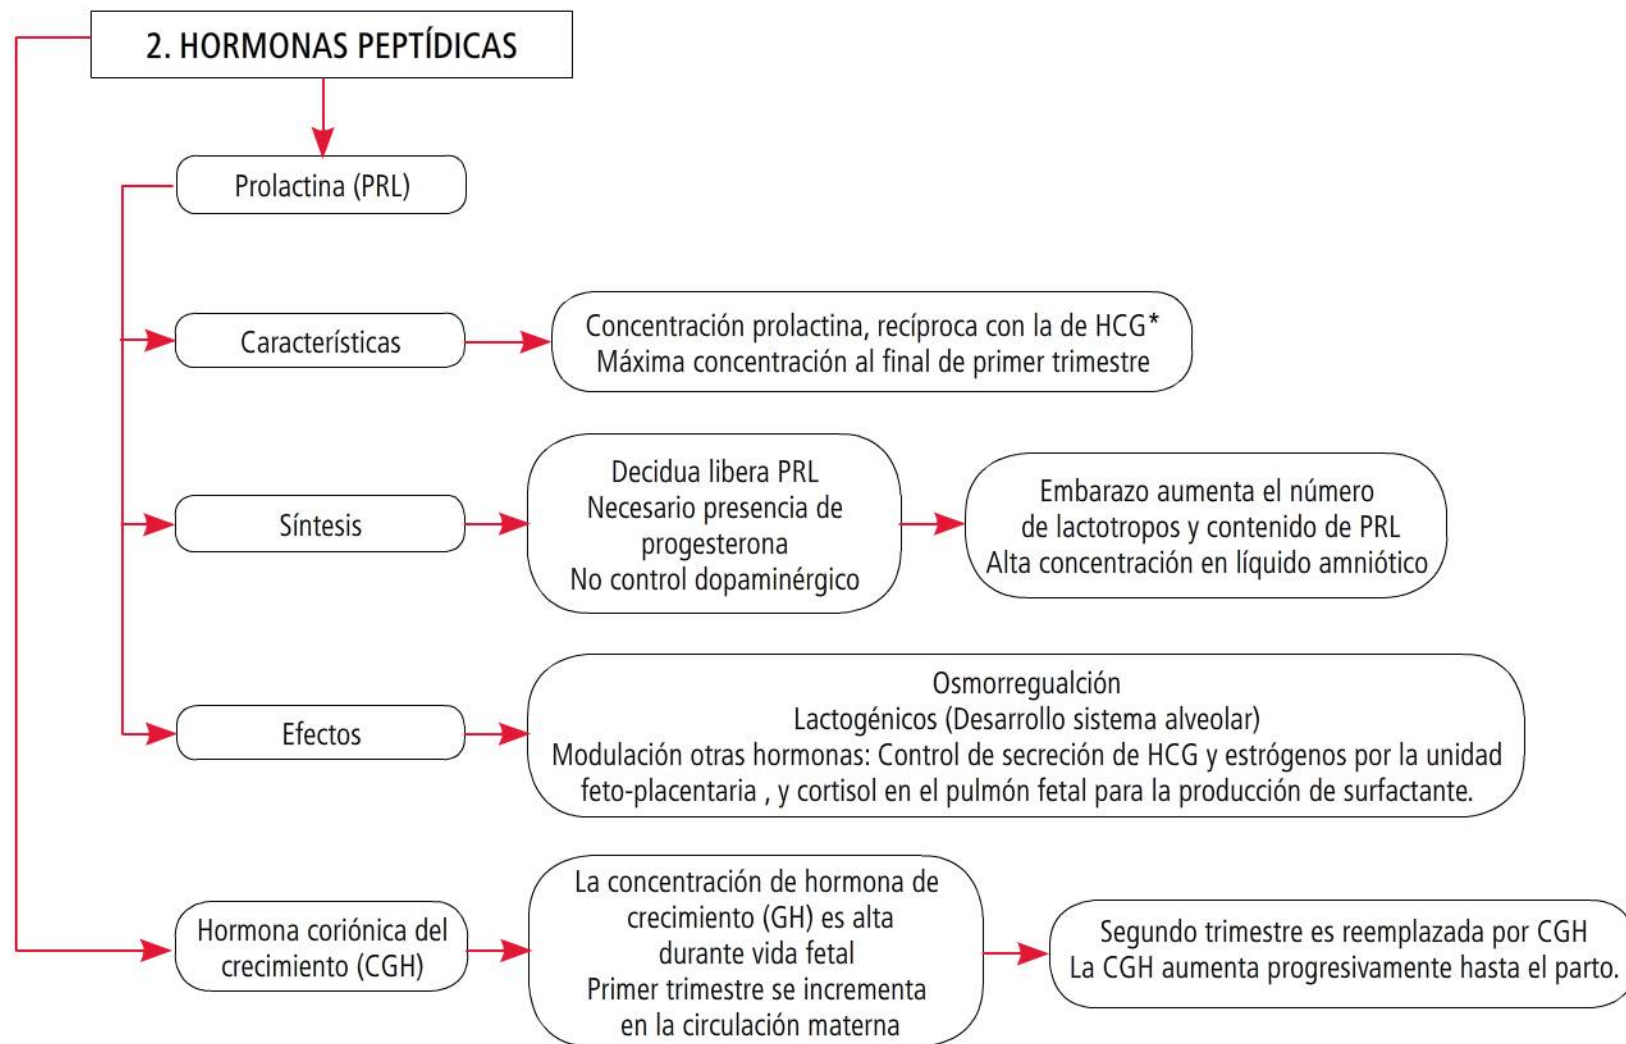 2. HORMONAS PEPTÍDICAS
Prolactina (PRL)
Características
Concentración prolactina, recíproca con la de HCG*
Máxima concentración al final de primer trimestre
Síntesis
Decidua libera PRL
Necesario presencia de
progesterona
No control dopaminérgico
Embarazo aumenta el número
de lactotropos y contenido de PRL
Alta concentración en líquido amniótico
Efectos
Osmorregualción
Lactogénicos (Desarrollo sistema alveolar)
Modulación otras hormonas: Control de secreción de HCG y estrógenos por la unidad
feto-placentaria , y cortisol en el pulmón fetal para la producción de surfactante.
Hormona coriónica del
crecimiento (CGH)
La concentración de hormona de
crecimiento (GH) es alta
durante vida fetal
Primer trimestre se incrementa
en la circulación materna
Segundo trimestre es reemplazada por CGH
La CGH aumenta progresivamente hasta el parto.